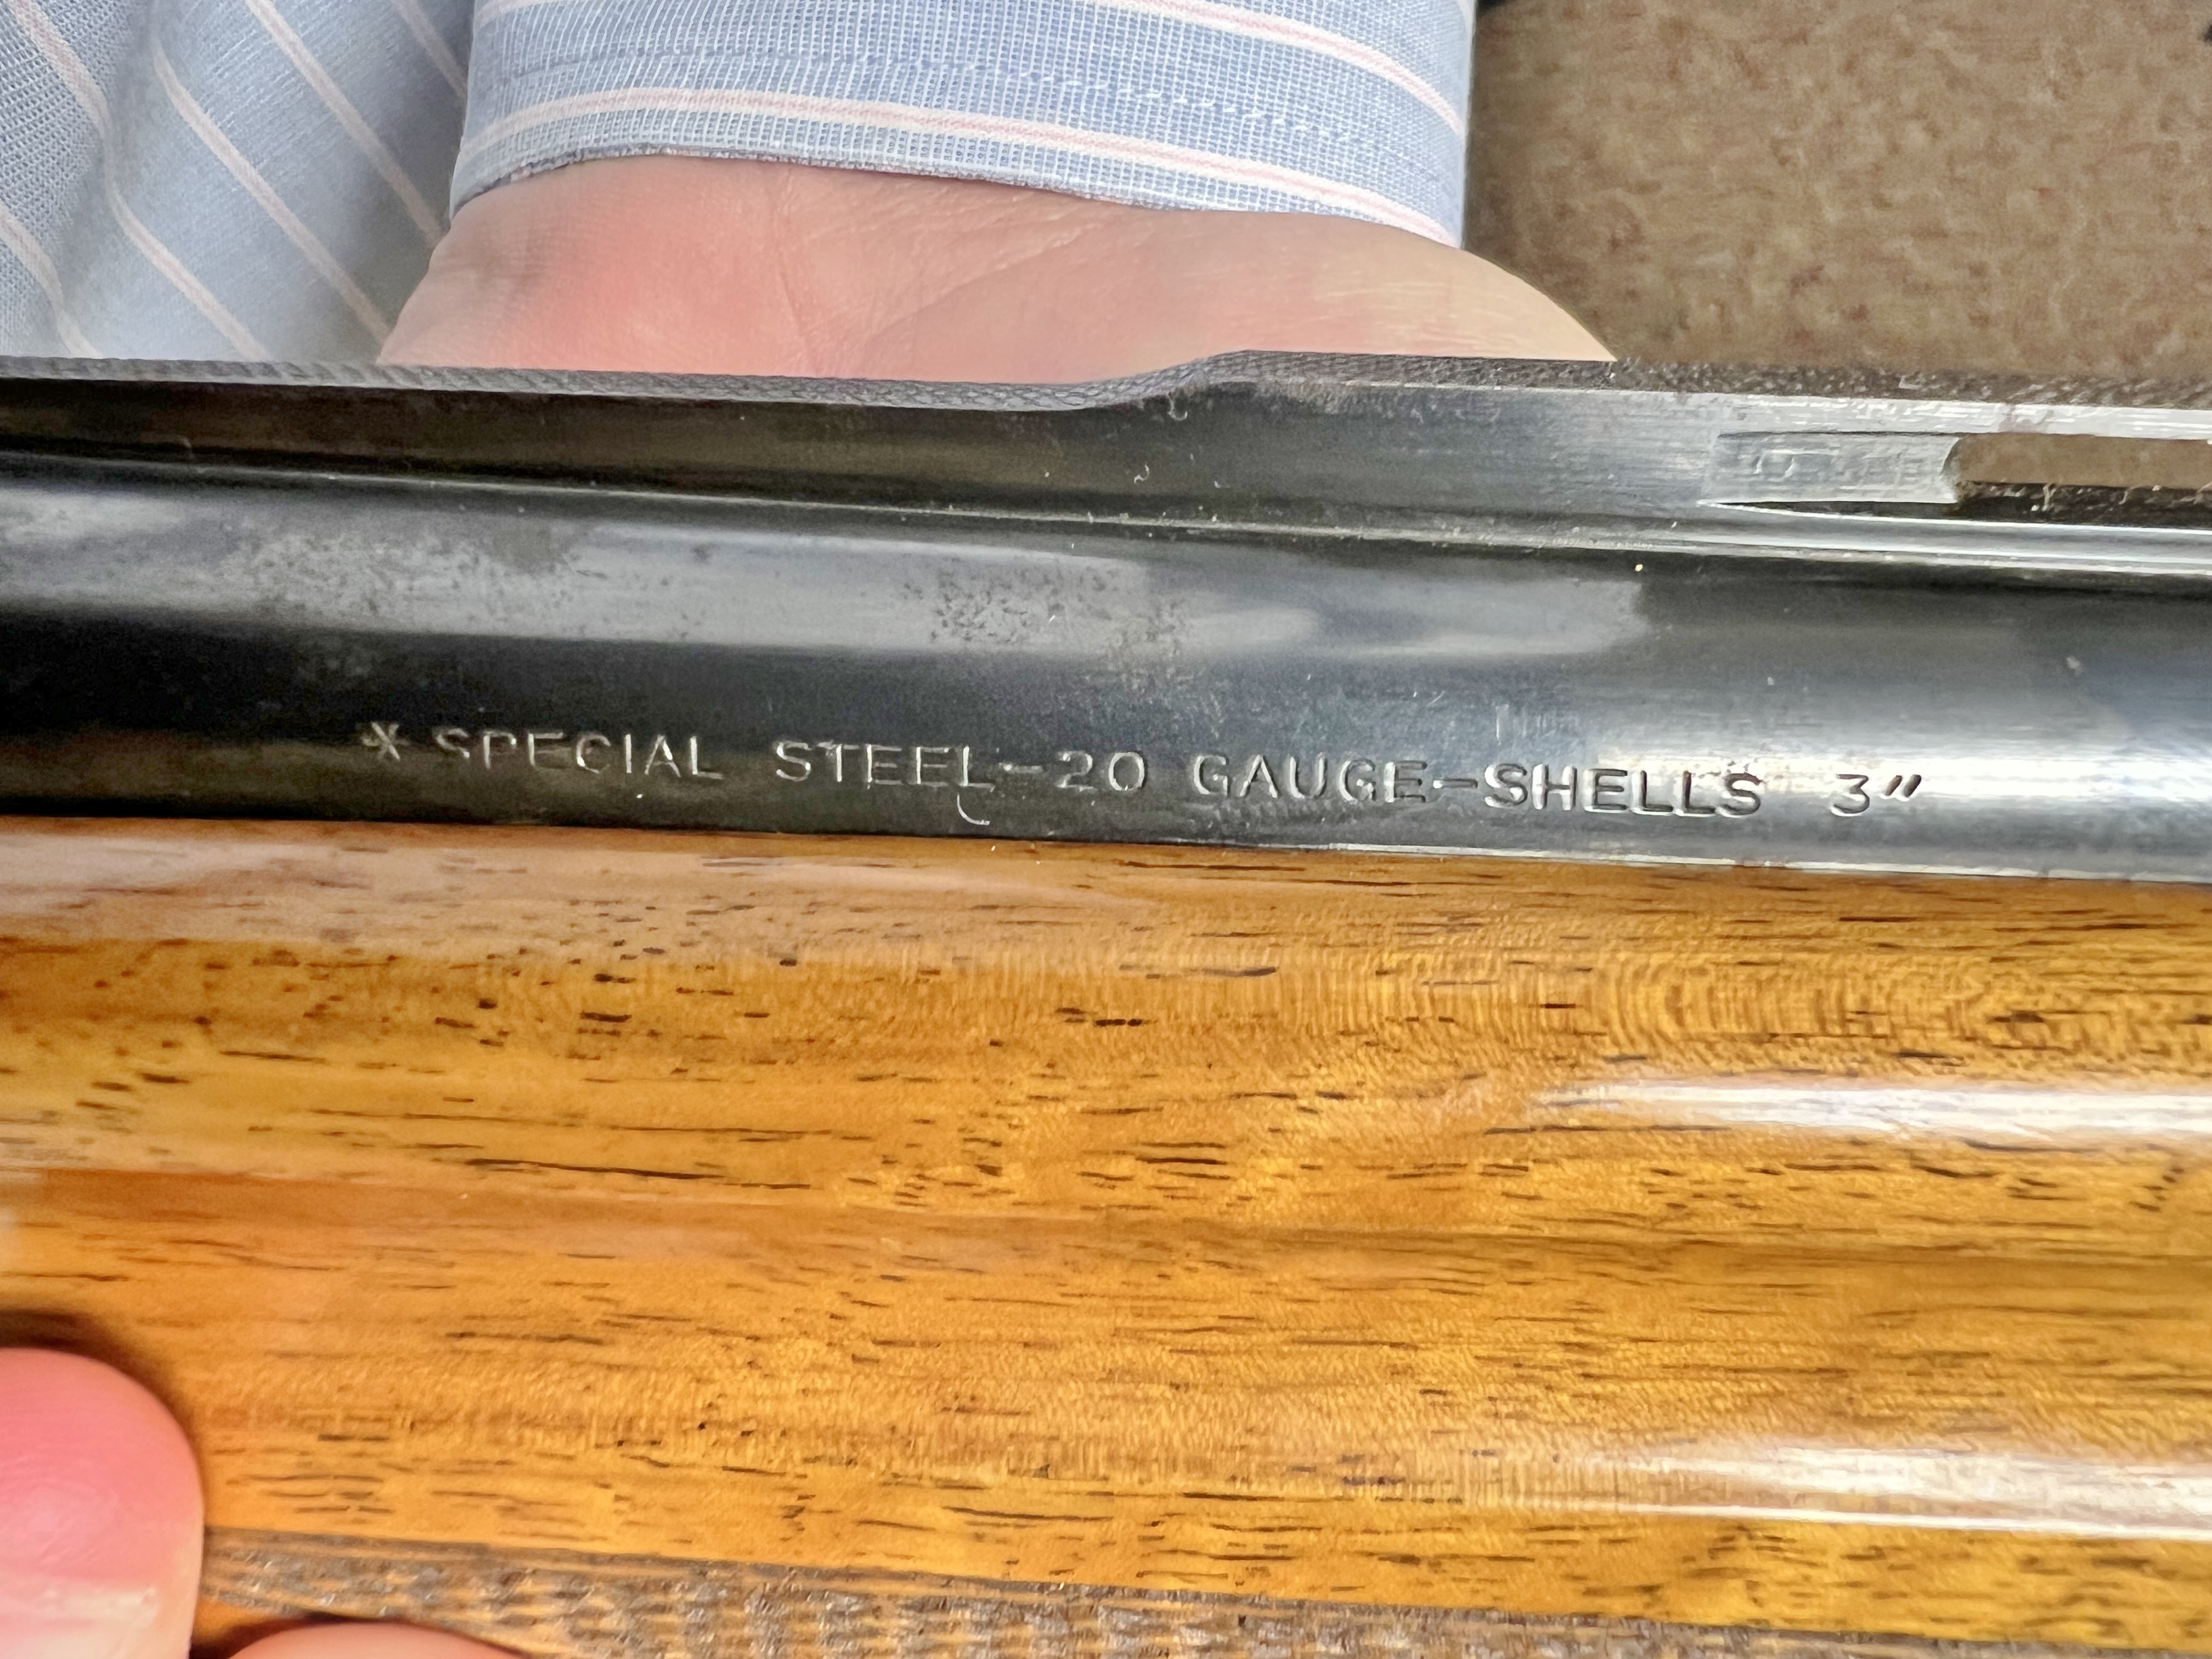 * SPECIAL STEEL-20 GAUGE-SHELLS 3"